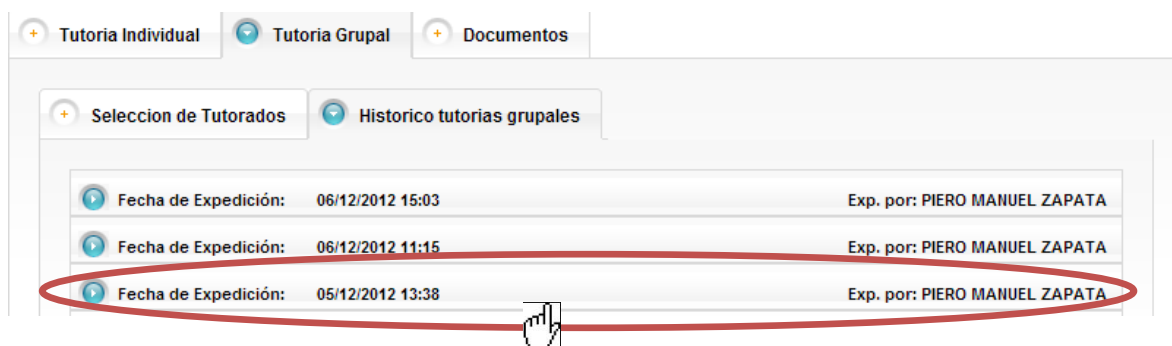 Tutoria Individual Tutoria Grupal Documentos
Seleccion de Tutorados Historico tutorias grupales
Fecha de Expedición: 06/12/2012 15:03 Exp. por: PIERO MANUEL ZAPATA
Fecha de Expedición: 06/12/2012 11:15 Exp. por: PIERO MANUEL ZAPATA
Fecha de Expedición: 05/12/2012 13:38 Exp. por: PIERO MANUEL ZAPATA